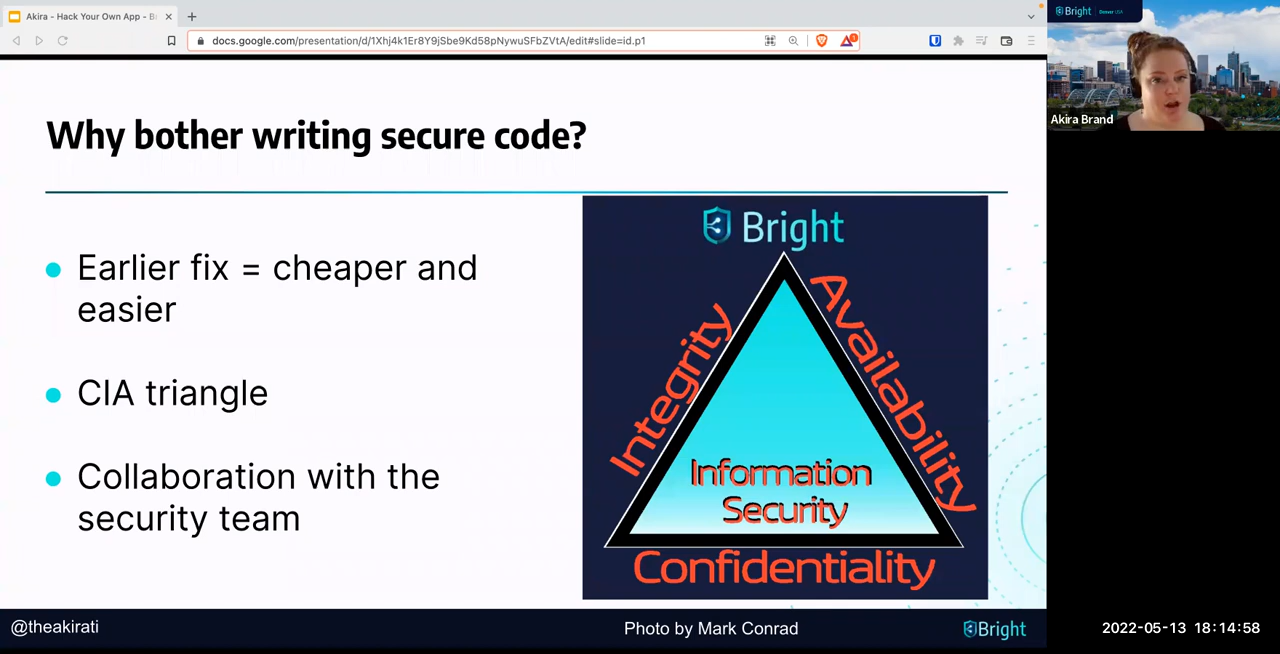 Akira - Hack Your Own App - B
docs.google.com/presentation/d/1Xhj4k1Er8Y9jSbe9Kd58pNywuSFbZVtA/edit#slide=id.p1
Bright
Denver USA
Akira Brand
Why bother writing secure code?
Earlier fix = cheaper and
easier
CIA triangle
Collaboration with the
security team
Bright
Integrity
Availability
Information
Security
Confidentiality
@theakirati
Photo by Mark Conrad
Bright
2022-05-13 18:14:58